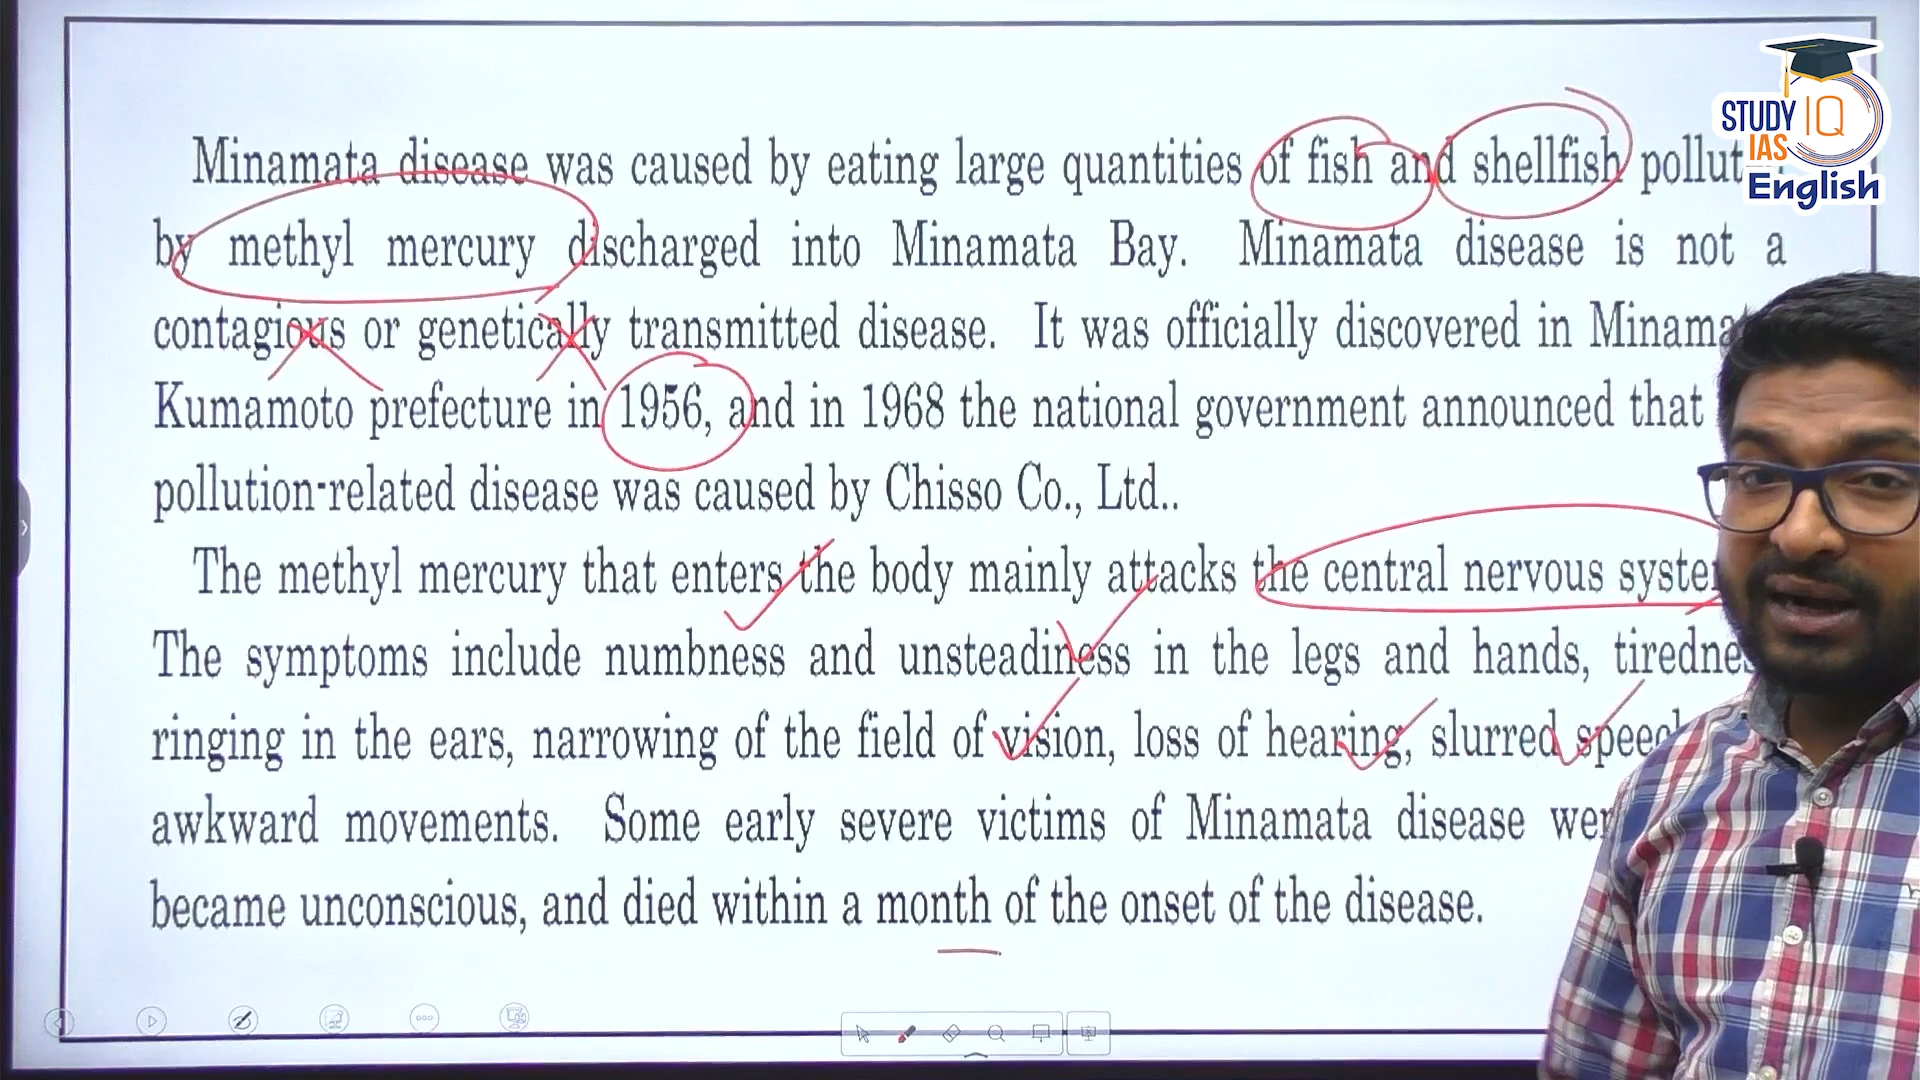 Minamata disease was caused by eating large quantities of fish and shellfish pollut
by methyl mercury discharged into Minamata Bay. Minamata disease is not a
contagious or genetically transmitted disease. It was officially discovered in Minama
Kumamoto prefecture in 1956, and in 1968 the national government announced that
pollution-related disease was caused by Chisso Co., Ltd..
The methyl mercury that enters the body mainly attacks the central nervous syste
The symptoms include numbness and unsteadiness in the legs and hands, tiredne
ringing in the ears, narrowing of the field of vision, loss of hearing, slurred speec
awkward movements. Some early severe victims of Minamata disease wer
became unconscious, and died within a month of the onset of the disease.
STUDY IQ
IAS
English